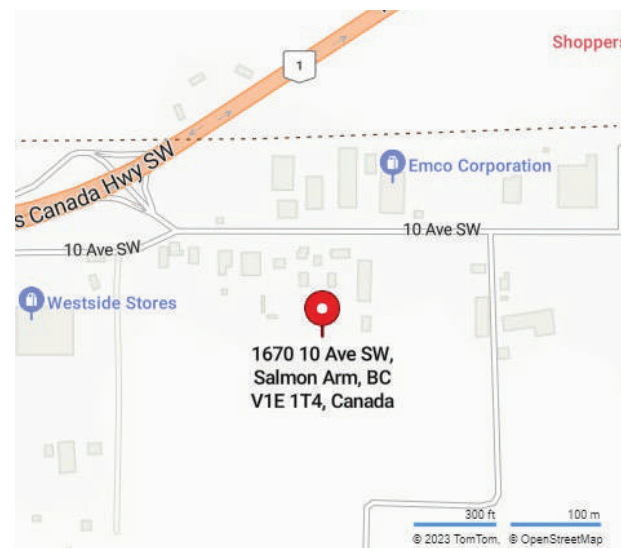 1
Shoppers
Emco Corporation
s Canada Hwy SW
10 Ave SW
10 Ave SW
Westside Stores
1670 10 Ave SW,
Salmon Arm, BC
V1E 1T4, Canada
300 ft
100 m
© 2023 TomTom, © OpenStreetMap